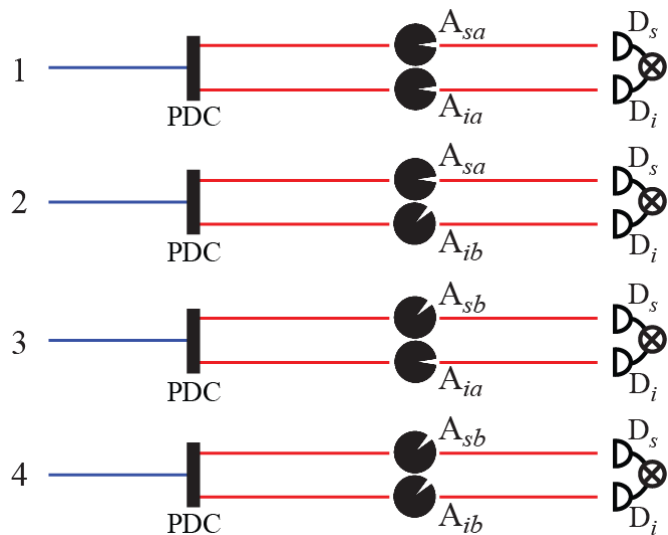 A_sa D_s
1
PDC A_ia D_i
A_sa D_s
2
PDC A_ib D_i
A_sb D_s
3
PDC A_ia D_i
A_sb D_s
4
PDC A_ib D_i